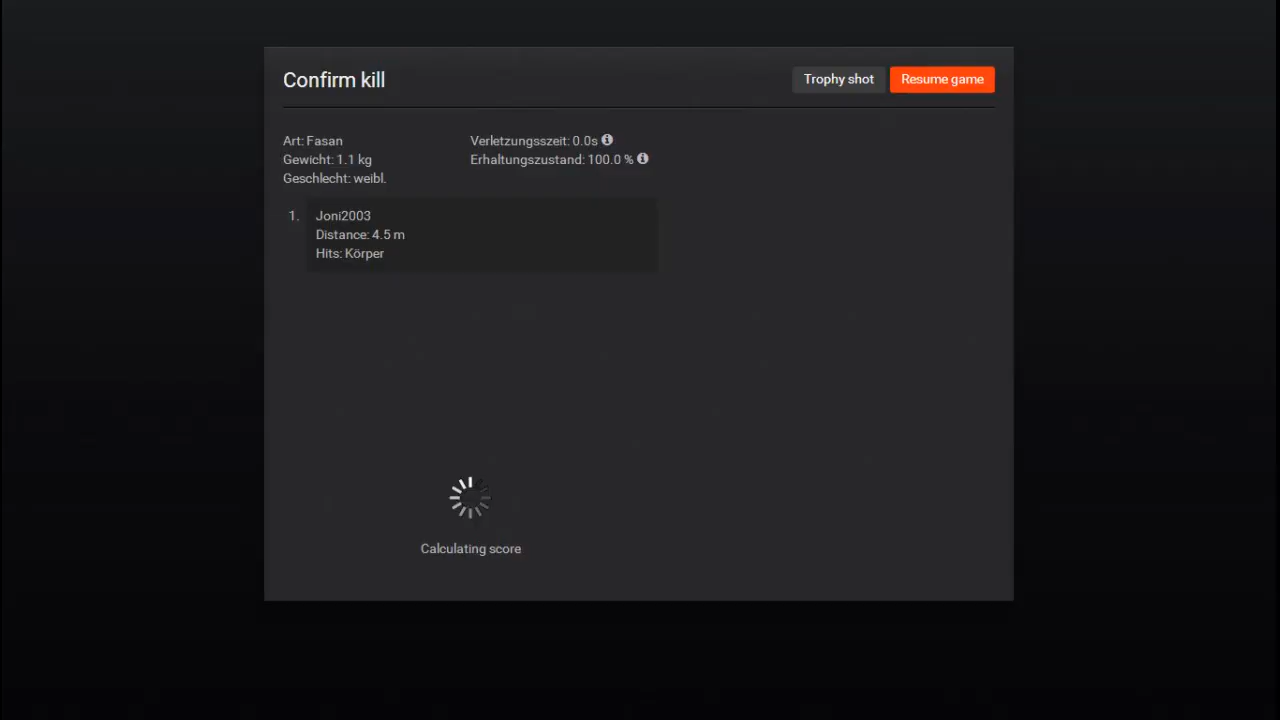 Confirm kill
Trophy shot
Resume game
Art: Fasan
Gewicht: 1.1 kg
Geschlecht: weibl.
Verletzungsszeit: 0.0s
Erhaltungszustand: 100.0 %
1.
Joni2003
Distance: 4.5 m
Hits: Körper
Calculating score